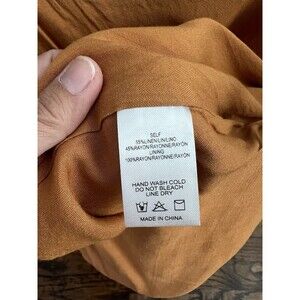 SELF
55%LINEN/LIN/LINO
45%RAYON/RAYONNE/RAYÓN
LINING
100%RAYON/RAYONNE/RAYÓN
HAND WASH COLD
DO NOT BLEACH
LINE DRY
MADE IN CHINA